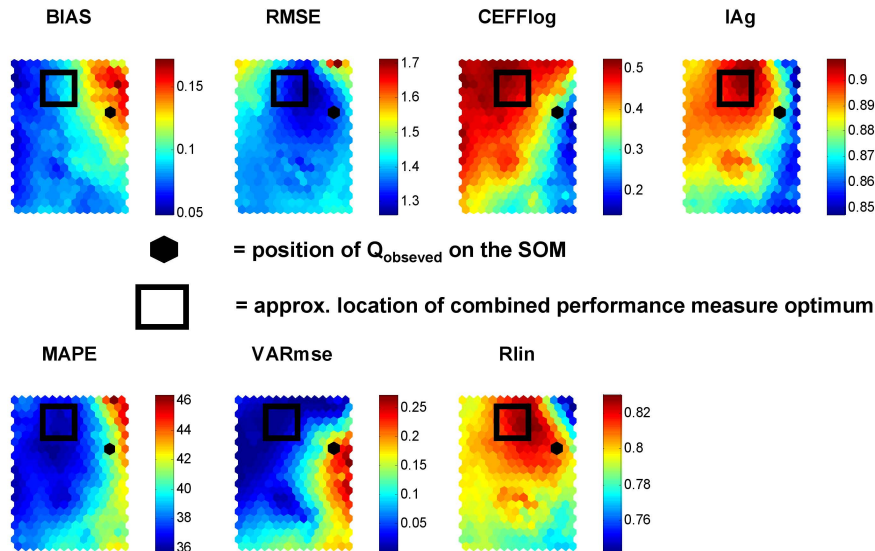 BIAS RMSE CEFFlog IAg
0.15 0.1 0.05
1.7 1.6 1.5 1.4 1.3
0.5 0.4 0.3 0.2
0.9 0.89 0.88 0.87 0.86 0.85
= position of Qobseved on the SOM
= approx. location of combined performance measure optimum
MAPE VARmse Rlin
46 44 42 40 38 36
0.25 0.2 0.15 0.1 0.05
0.82 0.8 0.78 0.76